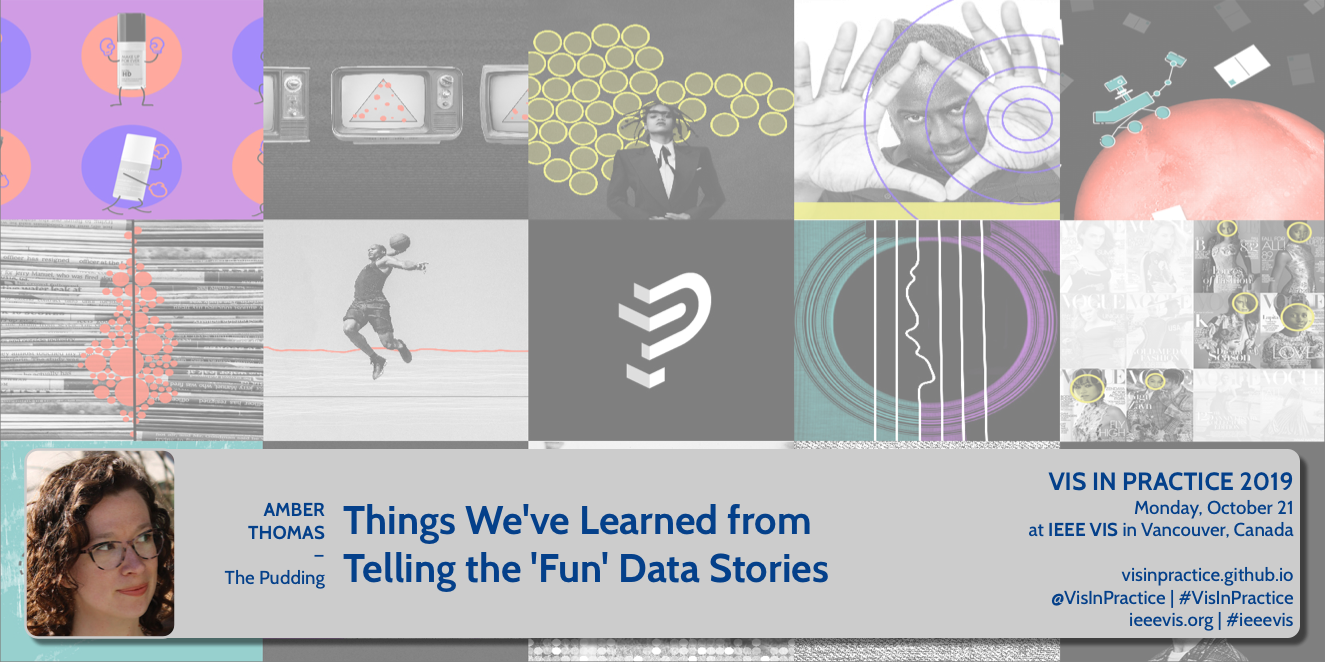 AMBER
THOMAS
–
The Pudding
Things We've Learned from
Telling the 'Fun' Data Stories
VIS IN PRACTICE 2019
Monday, October 21
at IEEE VIS in Vancouver, Canada
visinpractice.github.io
@VisInPractice | #VisInPractice
ieeevis.org | #ieeevis